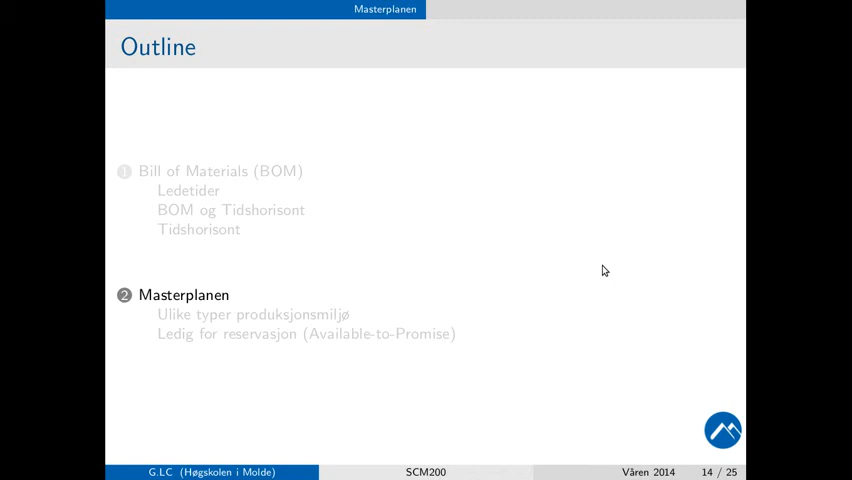 Masterplanen
Outline
1 Bill of Materials (BOM)
Ledetider
BOM og Tidshorisont
Tidshorisont
2 Masterplanen
Ulike typer produksjonsmiljø
Ledig for reservasjon (Available-to-Promise)
G.LC (Høgskolen i Molde) SCM200 Våren 2014 14 / 25